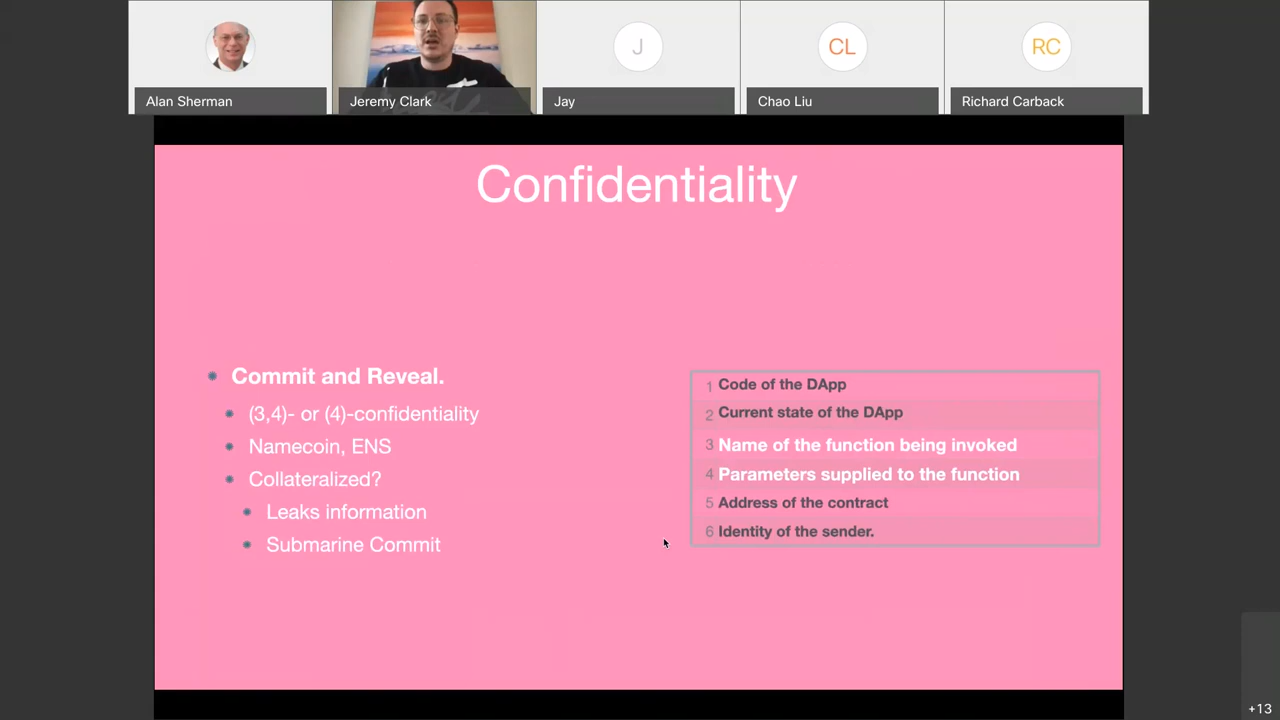 J
CL
RC
Alan Sherman
Jeremy Clark
Jay
Chao Liu
Richard Carback
Confidentiality
Commit and Reveal.
(3,4)- or (4)-confidentiality
Namecoin, ENS
Collateralized?
Leaks information
Submarine Commit
1 Code of the DApp
2 Current state of the DApp
3 Name of the function being invoked
4 Parameters supplied to the function
5 Address of the contract
6 Identity of the sender.
+13